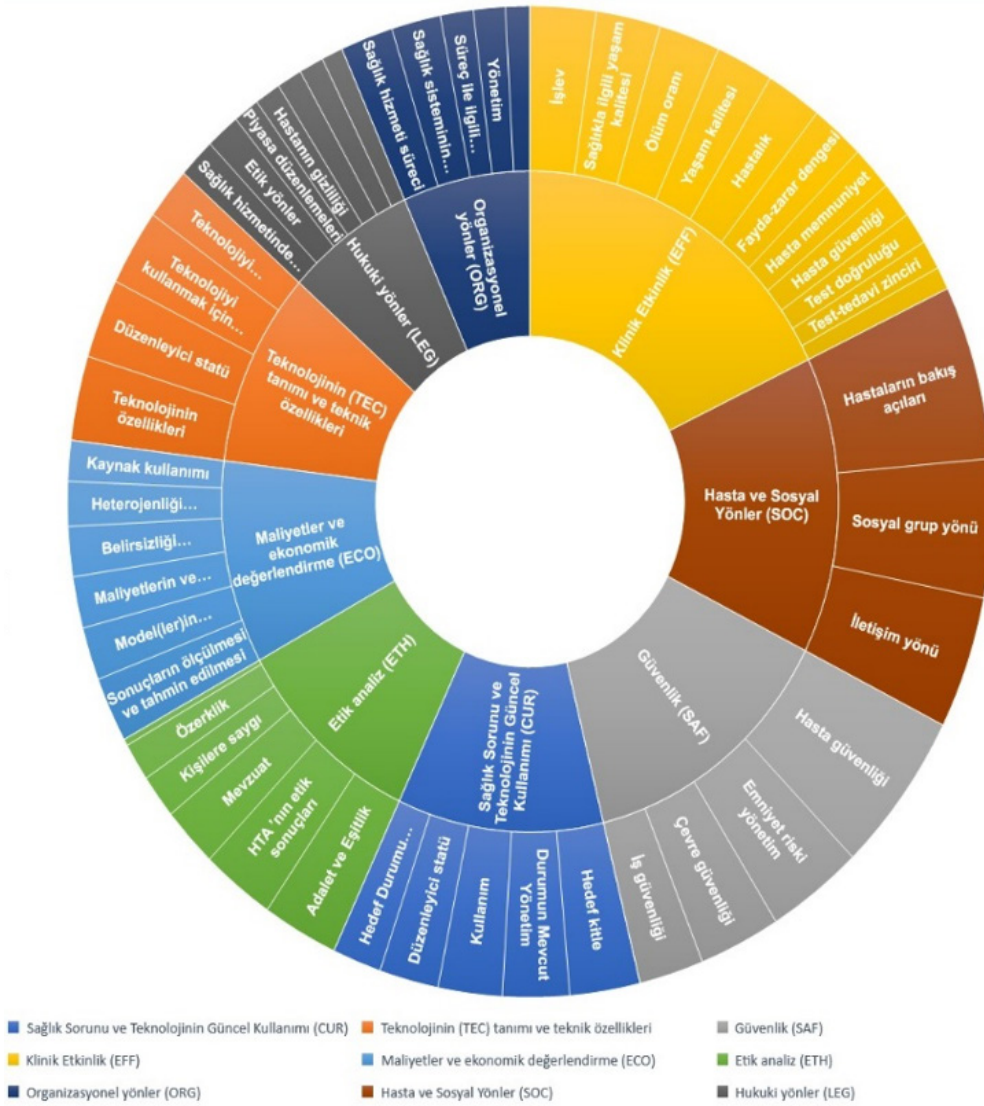 İşlev
Sağlıkla ilgili yaşam
kalitesi
Ölüm oranı
Yaşam kalitesi
Hastalık
Fayda-zarar dengesi
Hasta memnuniyet
Hasta güvenliği
Test doğruluğu
Test-tedavi zinciri
Klinik Etkinlik (EFF)
Hastaların bakış
açıları
Sosyal grup yönü
İletişim yönü
Hasta ve Sosyal
Yönler (SOC)
Hasta güvenliği
Emniyet riski
yönetim
Çevre güvenliği
İş güvenliği
Güvenlik (SAF)
Hedef kitle
Durumun Mevcut
Yönetim
Kullanım
Düzenleyici statü
Hedef Durumu...
Sağlık Sorunu ve
Teknolojinin Güncel
Kullanımı (CUR)
Adalet ve Eşitlik
HTA 'nın etik
sonuçları
Mevzuat
Kişilere saygı
Özerklik
Etik analiz (ETH)
Sonuçların ölçülmesi
ve tahmin edilmesi
Model(ler)in...
Maliyetlerin ve...
Belirsizliği...
Heterojenliği...
Kaynak kullanımı
Maliyetler ve
ekonomik
değerlendirme (ECO)
Teknolojinin
özellikleri
Düzenleyici statü
Teknolojiyi
kullanmak için...
Teknolojiyi...
Teknolojinin (TEC)
tanımı ve teknik
özellikleri
Sağlık hizmetinde...
Etik yönler
Piyasa düzenlemeleri
Hastanın gizliliği
Hukuki yönler (LEG)
Sağlık hizmeti süreci
Sağlık sisteminin...
Süreç ile ilgili...
Yönetim
Organizasyonel
yönler (ORG)
Sağlık Sorunu ve Teknolojinin Güncel Kullanımı (CUR)
Teknolojinin (TEC) tanımı ve teknik özellikleri
Güvenlik (SAF)
Klinik Etkinlik (EFF)
Maliyetler ve ekonomik değerlendirme (ECO)
Etik analiz (ETH)
Organizasyonel yönler (ORG)
Hasta ve Sosyal Yönler (SOC)
Hukuki yönler (LEG)